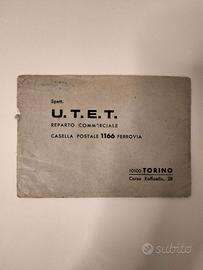 Spett.
U.T.E.T.
REPARTO COMMERCIALE
CASELLA POSTALE 1166 FERROVIA
10100 TORINO
Corso Raffaello, 28
subito